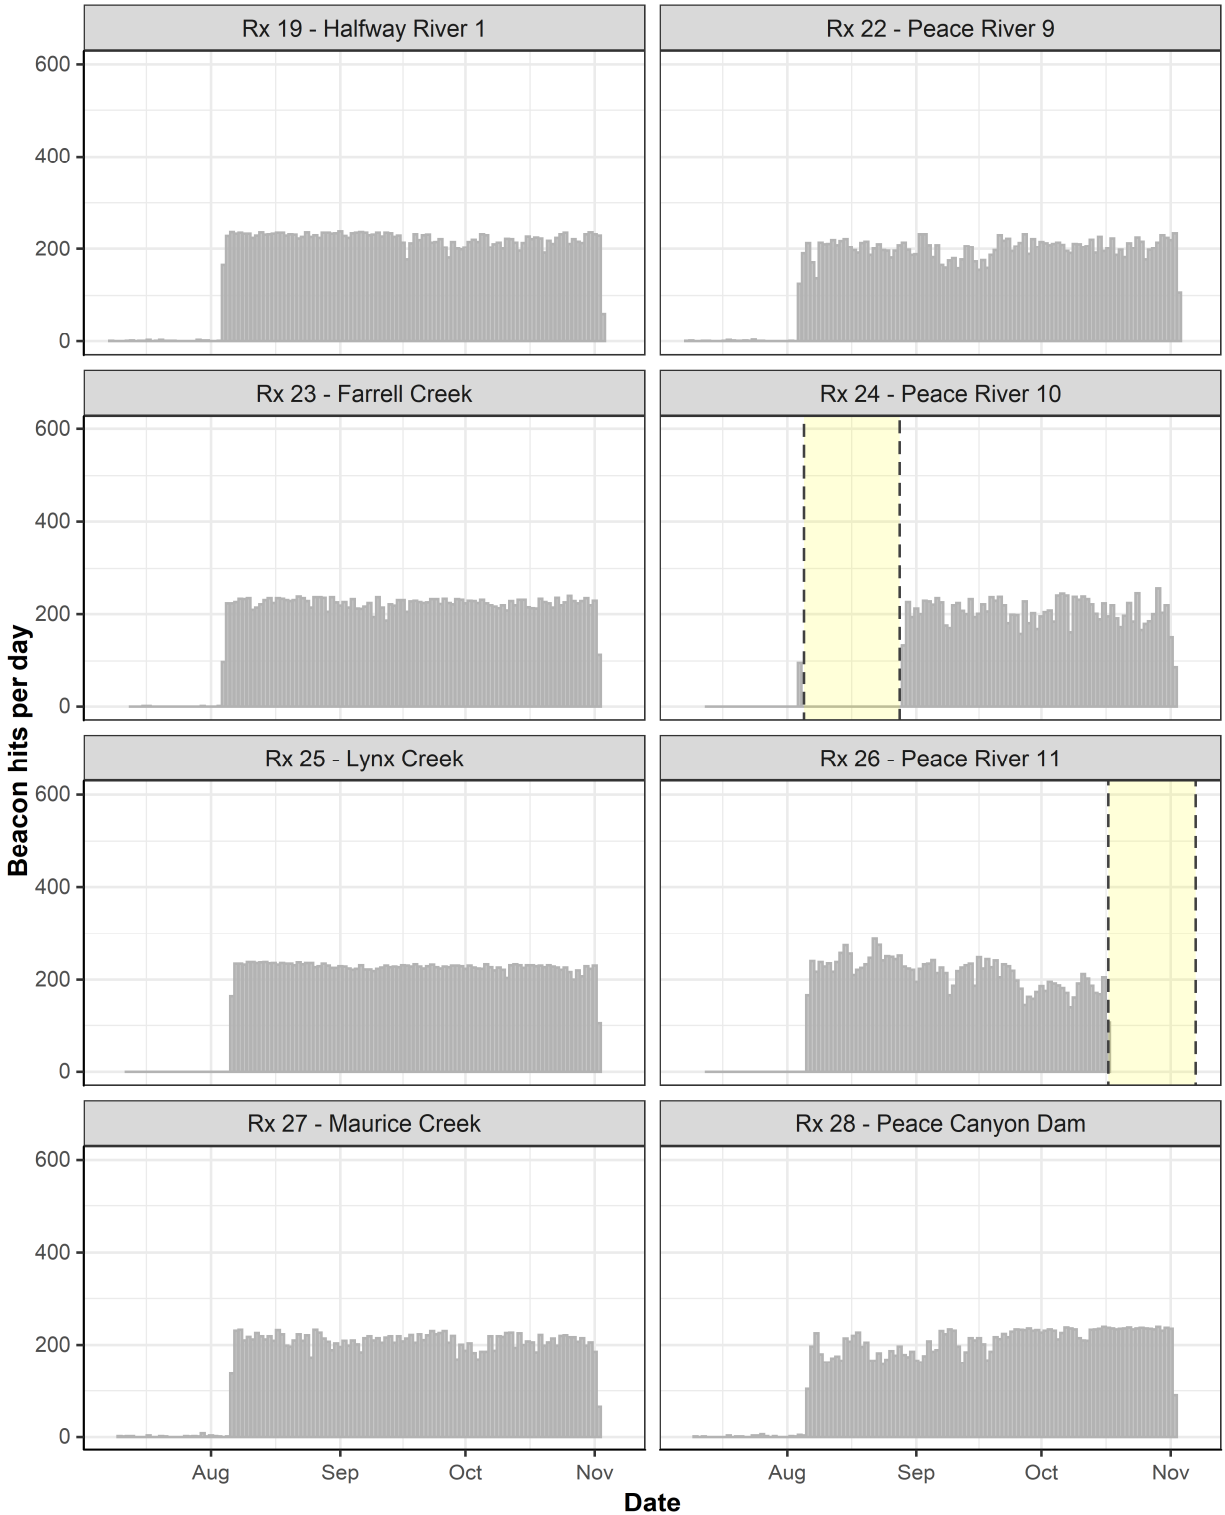 Rx 19 - Halfway River 1
Rx 22 - Peace River 9
600
400
200
0
Rx 23 - Farrell Creek
Rx 24 - Peace River 10
600
400
200
0
Rx 25 - Lynx Creek
Rx 26 - Peace River 11
600
400
200
0
Rx 27 - Maurice Creek
Rx 28 - Peace Canyon Dam
600
400
200
0
Aug Sep Oct Nov
Aug Sep Oct Nov
Date
Beacon hits per day